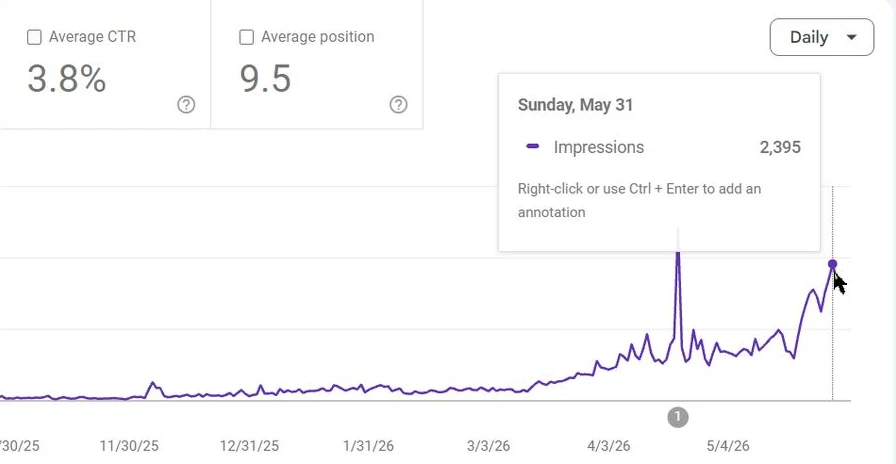 Average CTR
3.8%
Average position
9.5
Daily
Sunday, May 31
Impressions 2,395
Right-click or use Ctrl + Enter to add an
annotation
1
11/30/25 12/31/25 1/31/26 3/3/26 4/3/26 5/4/26